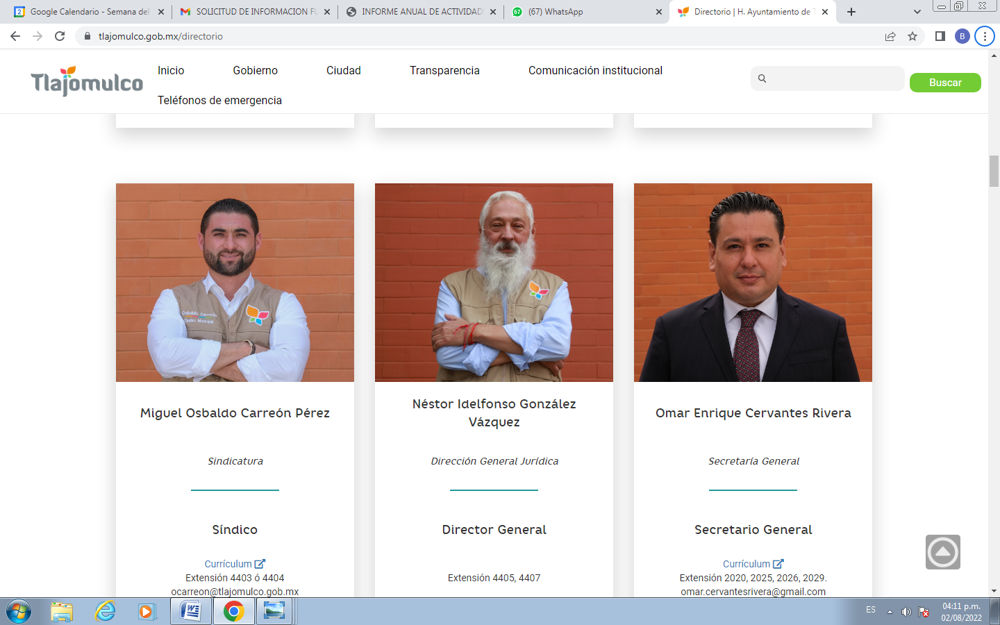 Google Calendario - Semana del
SOLICITUD DE INFORMACION FU
INFORME ANUAL DE ACTIVIDAD
(67) WhatsApp
Directorio | H. Ayuntamiento de T
tlajomulco.gob.mx/directorio
B
Tlajomulco
Inicio
Gobierno
Ciudad
Transparencia
Comunicación institucional
Teléfonos de emergencia
Buscar
Osbaldo Carreón
Síndico Municipal
Miguel Osbaldo Carreón Pérez
Sindicatura
Síndico
Currículum
Extensión 4403 ó 4404
ocarreon@tlajomulco.gob.mx
Néstor Idelfonso González
Vázquez
Dirección General Jurídica
Director General
Extensión 4405, 4407
Omar Enrique Cervantes Rivera
Secretaría General
Secretario General
Currículum
Extensión 2020, 2025, 2026, 2029.
omar.cervantesrivera@gmail.com
ES
04:11 p.m.
02/08/2022